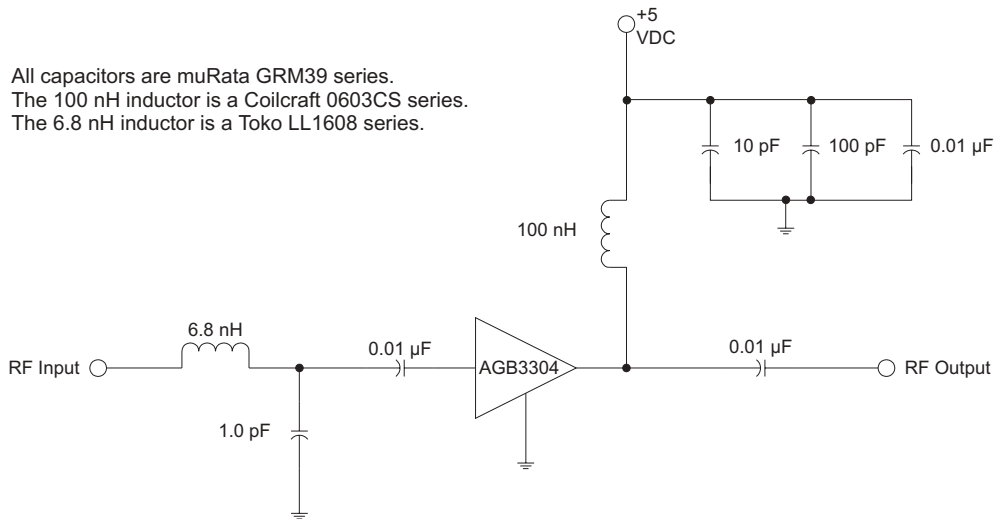 +5
VDC
All capacitors are muRata GRM39 series.
The 100 nH inductor is a Coilcraft 0603CS series.
The 6.8 nH inductor is a Toko LL1608 series.
10 pF
100 pF
0.01 µF
100 nH
6.8 nH
0.01 µF
0.01 µF
RF Input
AGB3304
RF Output
1.0 pF